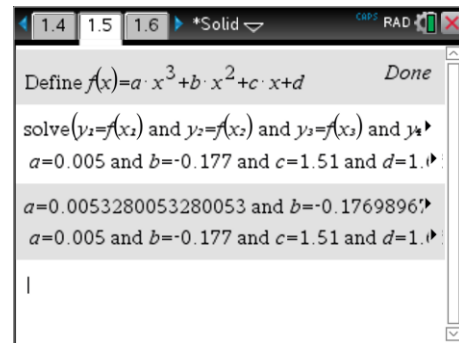 1.4 1.5 1.6 *Solid CAPS RAD
Define f(x)=a·x³+b·x²+c·x+d Done
solve(y₁=f(x₁) and y₂=f(x₂) and y₃=f(x₃) and y₄
a=0.005 and b=-0.177 and c=1.51 and d=1.
a=0.0053280053280053 and b=-0.1769896
a=0.005 and b=-0.177 and c=1.51 and d=1.